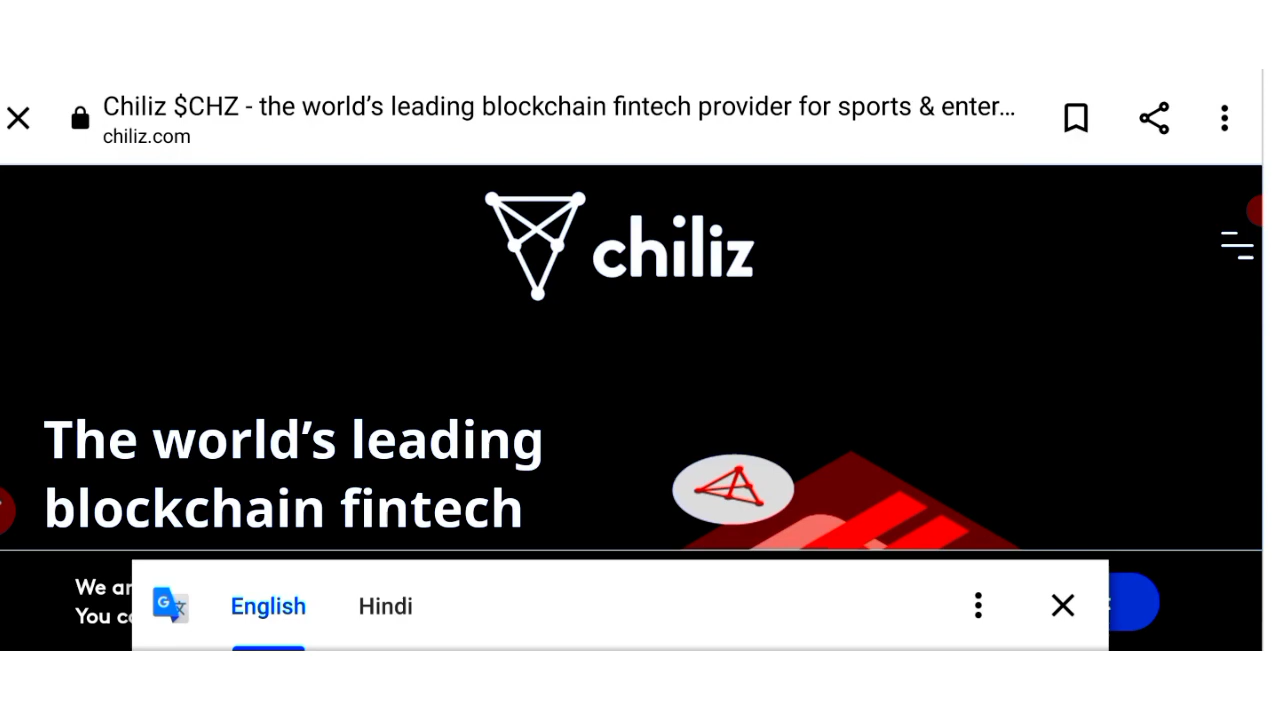 Chiliz $CHZ - the world's leading blockchain fintech provider for sports & enter...
chiliz.com
chiliz
The world's leading
blockchain fintech
We ar
You c
English
Hindi